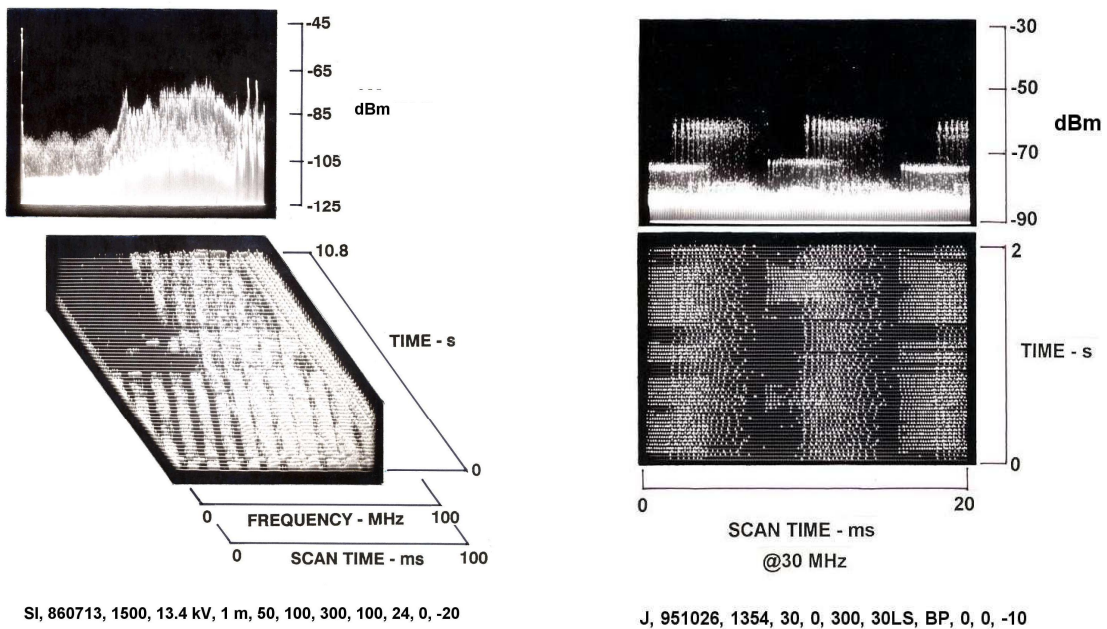 -45
-65
-85
dBm
-105
-125
10.8
TIME - s
0
0
FREQUENCY - MHz
100
0
SCAN TIME - ms
100
SI, 860713, 1500, 13.4 kV, 1 m, 50, 100, 300, 100, 24, 0, -20
-30
-50
dBm
-70
-90
2
TIME - s
0
0
20
SCAN TIME - ms
@30 MHz
J, 951026, 1354, 30, 0, 300, 30LS, BP, 0, 0, -10